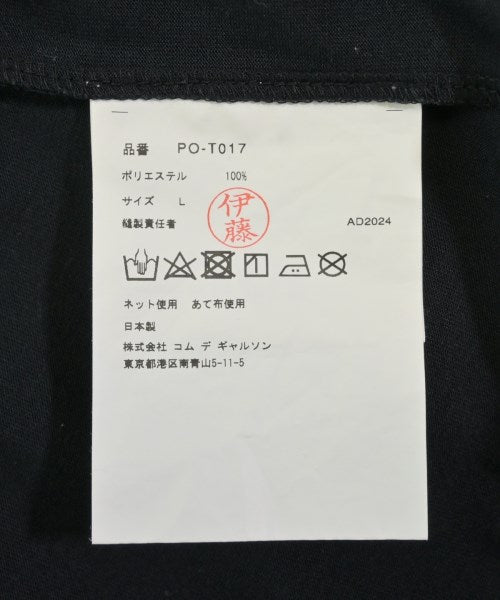 品番 PO-T017
ポリエステル 100%
サイズ L
縫製責任者 伊藤 AD2024
ネット使用 あて布使用
日本製
株式会社 コム デ ギャルソン
東京都港区南青山5-11-5